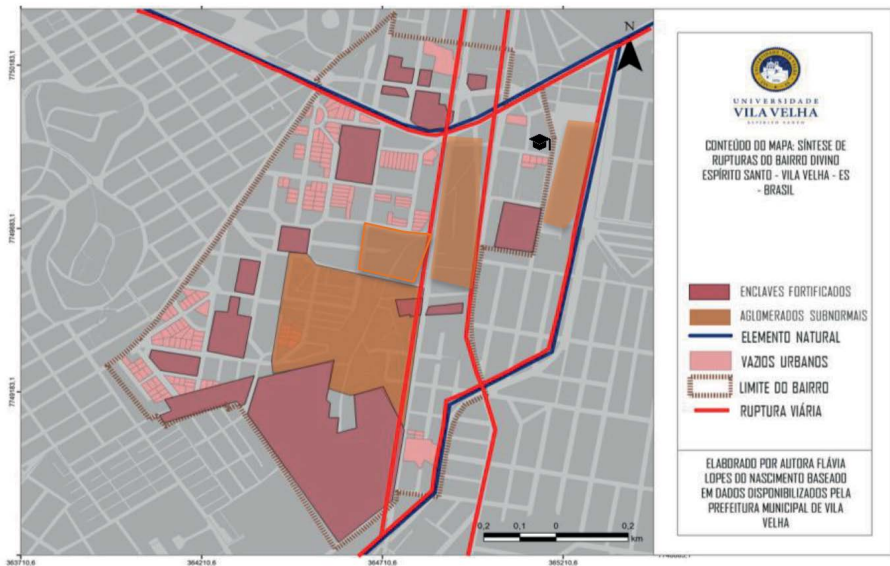 N
7750183,1
7749683,1
7749183,1
363710,6
364210,6
364710,6
365210,6
0,2 0,1 0 0,2
km
UNIVERSIDADE
VILA VELHA
ESPÍRITO SANTO
CONTEÚDO DO MAPA: SÍNTESE DE
RUPTURAS DO BAIRRO DIVINO
ESPÍRITO SANTO - VILA VELHA - ES
- BRASIL
ENCLAVES FORTIFICADOS
AGLOMERADOS SUBNORMAIS
ELEMENTO NATURAL
VAZIOS URBANOS
LIMITE DO BAIRRO
RUPTURA VIÁRIA
ELABORADO POR AUTORA FLÁVIA
LOPES DO NASCIMENTO BASEADO
EM DADOS DISPONIBILIZADOS PELA
PREFEITURA MUNICIPAL DE VILA
VELHA